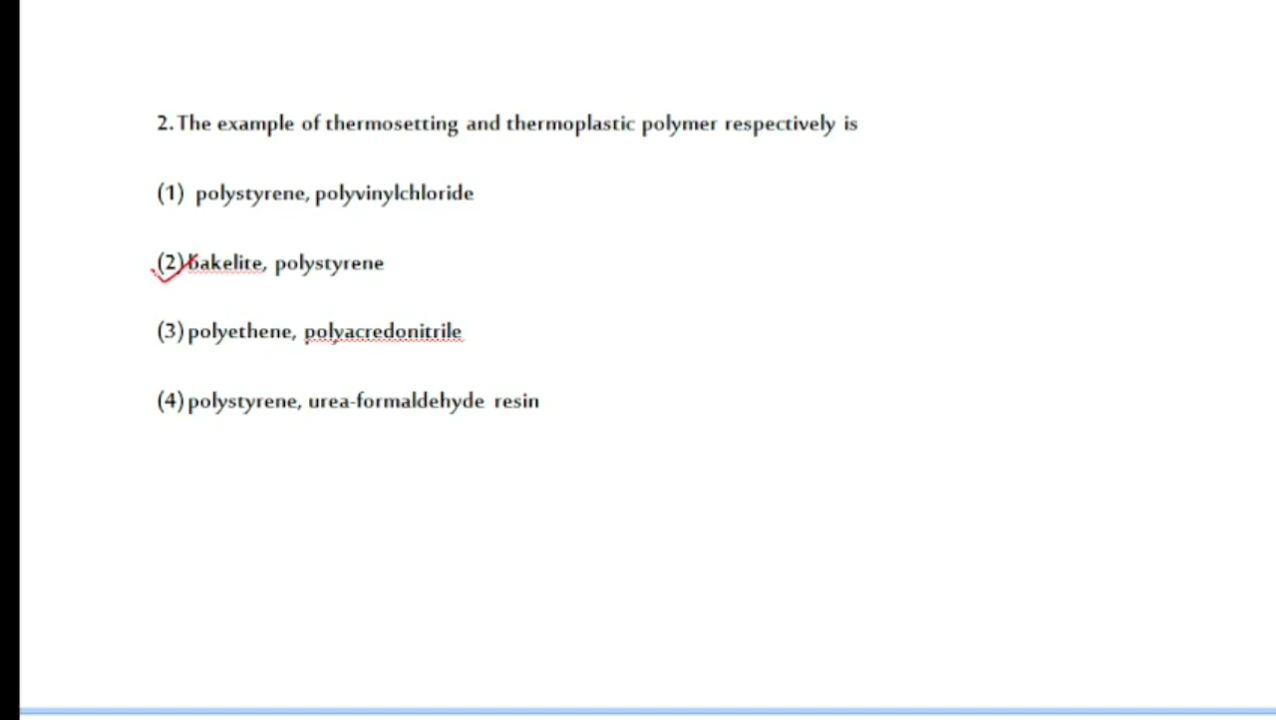 2. The example of thermosetting and thermoplastic polymer respectively is
(1) polystyrene, polyvinylchloride
(2) bakelite, polystyrene
(3) polyethene, polyacredonitrile
(4) polystyrene, urea-formaldehyde resin